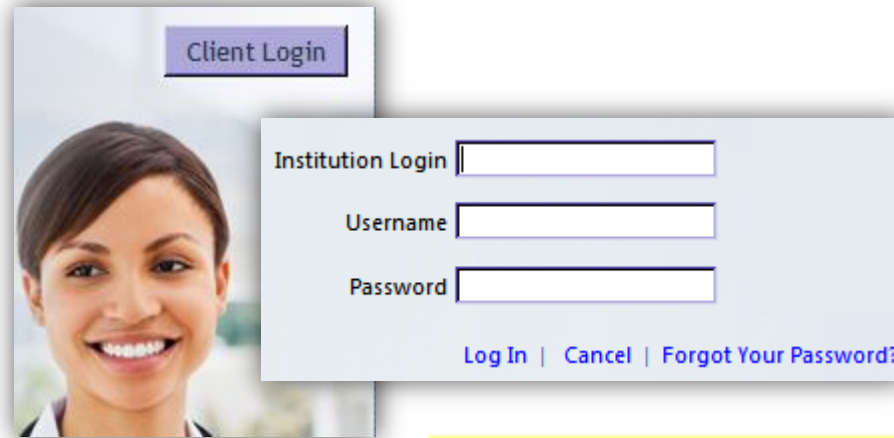 Client Login
Institution Login
Username
Password
Log In | Cancel | Forgot Your Password?